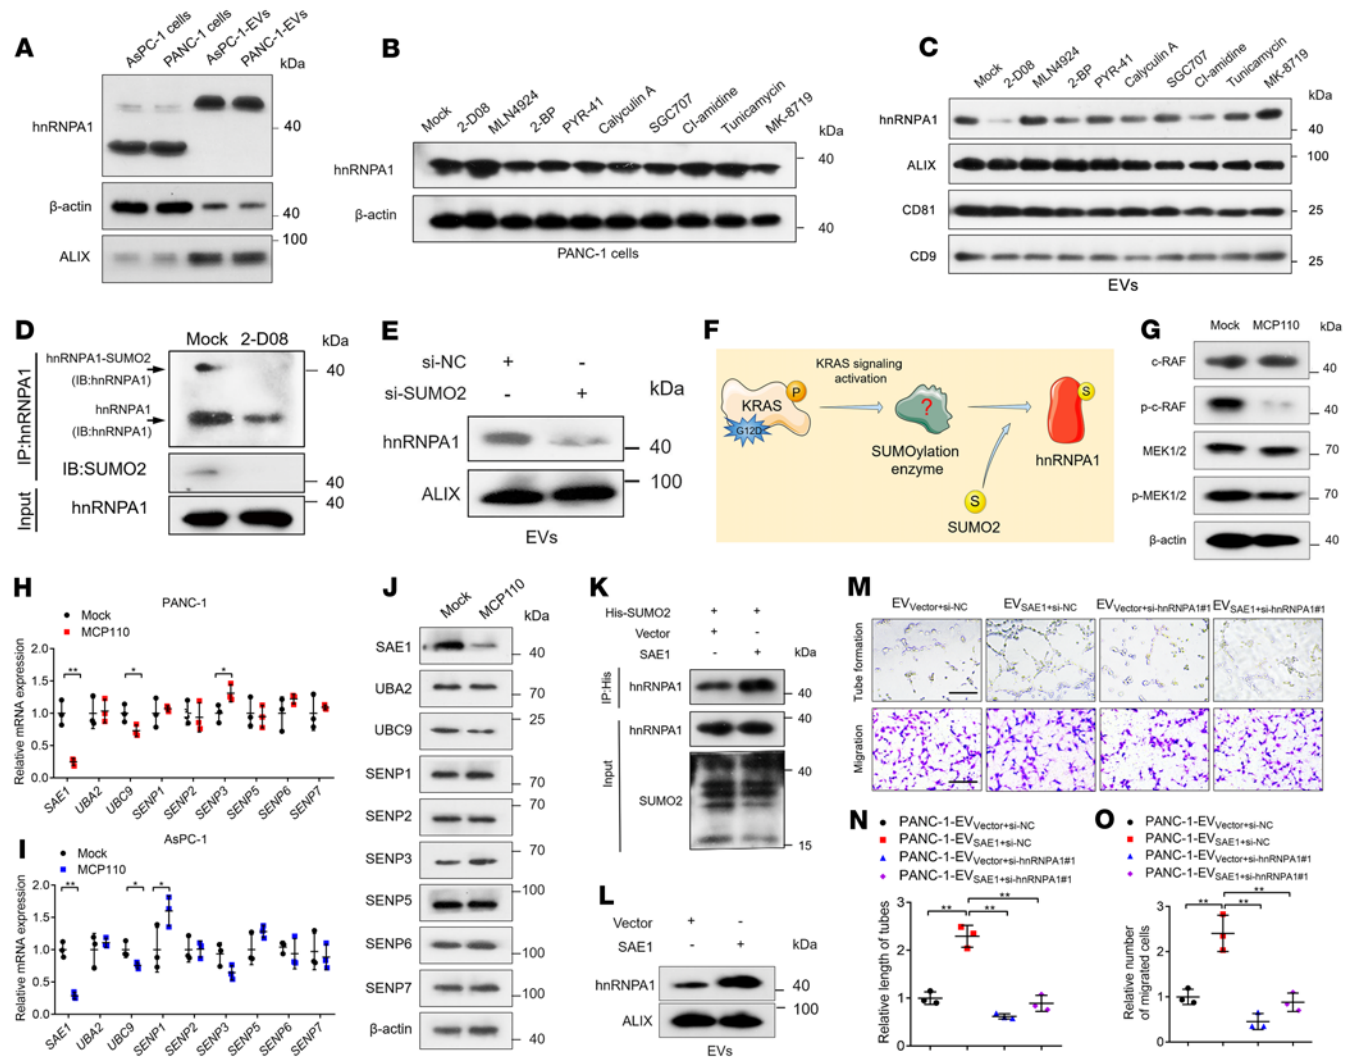 A
AsPC-1 cells
PANC-1 cells
AsPC-1-EVs
PANC-1-EVs
kDa
hnRNPA1
40
β-actin
40
100
ALIX
B
Mock
2-D08
MLN4924
2-BP
PYR-41
Calyculin A
SGC707
Cl-amidine
Tunicamycin
MK-8719
kDa
hnRNPA1
40
β-actin
40
PANC-1 cells
C
Mock
2-D08
MLN4924
2-BP
PYR-41
Calyculin A
SGC707
Cl-amidine
Tunicamycin
MK-8719
kDa
hnRNPA1
40
ALIX
100
CD81
25
CD9
25
EVs
D
Mock 2-D08
kDa
IP:hnRNPA1
hnRNPA1-SUMO2
(IB:hnRNPA1)
40
hnRNPA1
(IB:hnRNPA1)
IB:SUMO2
40
Input
hnRNPA1
40
E
si-NC + -
si-SUMO2 - +
kDa
hnRNPA1
40
ALIX
100
EVs
F
KRAS signaling
activation
P
KRAS
G12D
?
SUMOylation
enzyme
S
hnRNPA1
S
SUMO2
G
Mock MCP110 kDa
c-RAF
40
p-c-RAF
40
MEK1/2
70
p-MEK1/2
70
β-actin
40
H
PANC-1
Mock
MCP110
Relative mRNA expression
2.0
1.5
1.0
0.5
0.0
** * *
SAE1 UBA2 UBC9 SENP1 SENP2 SENP3 SENP5 SENP6 SENP7
I
AsPC-1
Mock
MCP110
Relative mRNA expression
2.0
1.5
1.0
0.5
0.0
** * *
SAE1 UBA2 UBC9 SENP1 SENP2 SENP3 SENP5 SENP6 SENP7
J
Mock
MCP110
kDa
SAE1
40
UBA2
70
UBC9
25
SENP1
70
SENP2
70
SENP3
70
SENP5
100
SENP6
100
SENP7
100
β-actin
40
K
His-SUMO2 + +
Vector + -
SAE1 - +
kDa
IP:His
hnRNPA1
40
Input
hnRNPA1
40
SUMO2
40
15
L
Vector + -
SAE1 - +
kDa
hnRNPA1
40
ALIX
100
EVs
M
EVVector+si-NC
EVSAE1+si-NC
EVVector+si-hnRNPA1#1
EVSAE1+si-hnRNPA1#1
Tube formation
Migration
N
PANC-1-EVVector+si-NC
PANC-1-EVSAE1+si-NC
PANC-1-EVVector+si-hnRNPA1#1
PANC-1-EVSAE1+si-hnRNPA1#1
Relative length of tubes
3
2
1
0
** ** **
O
PANC-1-EVVector+si-NC
PANC-1-EVSAE1+si-NC
PANC-1-EVVector+si-hnRNPA1#1
PANC-1-EVSAE1+si-hnRNPA1#1
Relative number
of migrated cells
3
2
1
0
** ** **